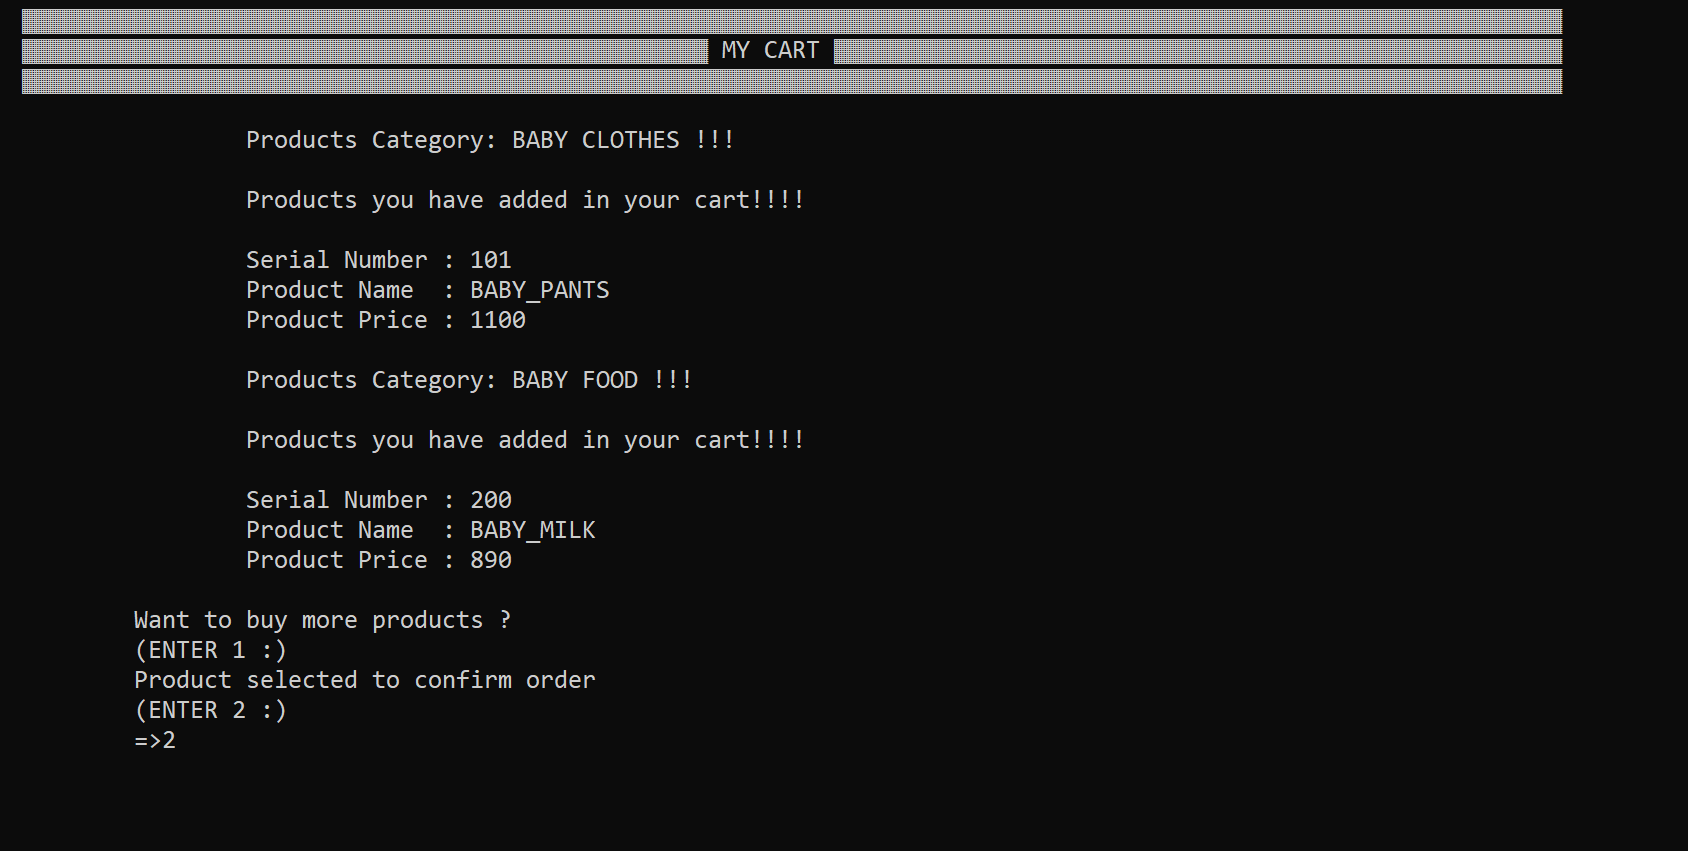 MY CART
Products Category: BABY CLOTHES !!!
Products you have added in your cart!!!!
Serial Number : 101
Product Name  : BABY_PANTS
Product Price : 1100
Products Category: BABY FOOD !!!
Products you have added in your cart!!!!
Serial Number : 200
Product Name  : BABY_MILK
Product Price : 890
Want to buy more products ?
(ENTER 1 :)
Product selected to confirm order
(ENTER 2 :)
=>2